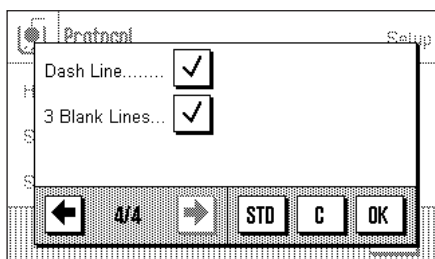 Protocol
Setup
Dash Line........
3 Blank Lines...
4/4
STD
C
OK